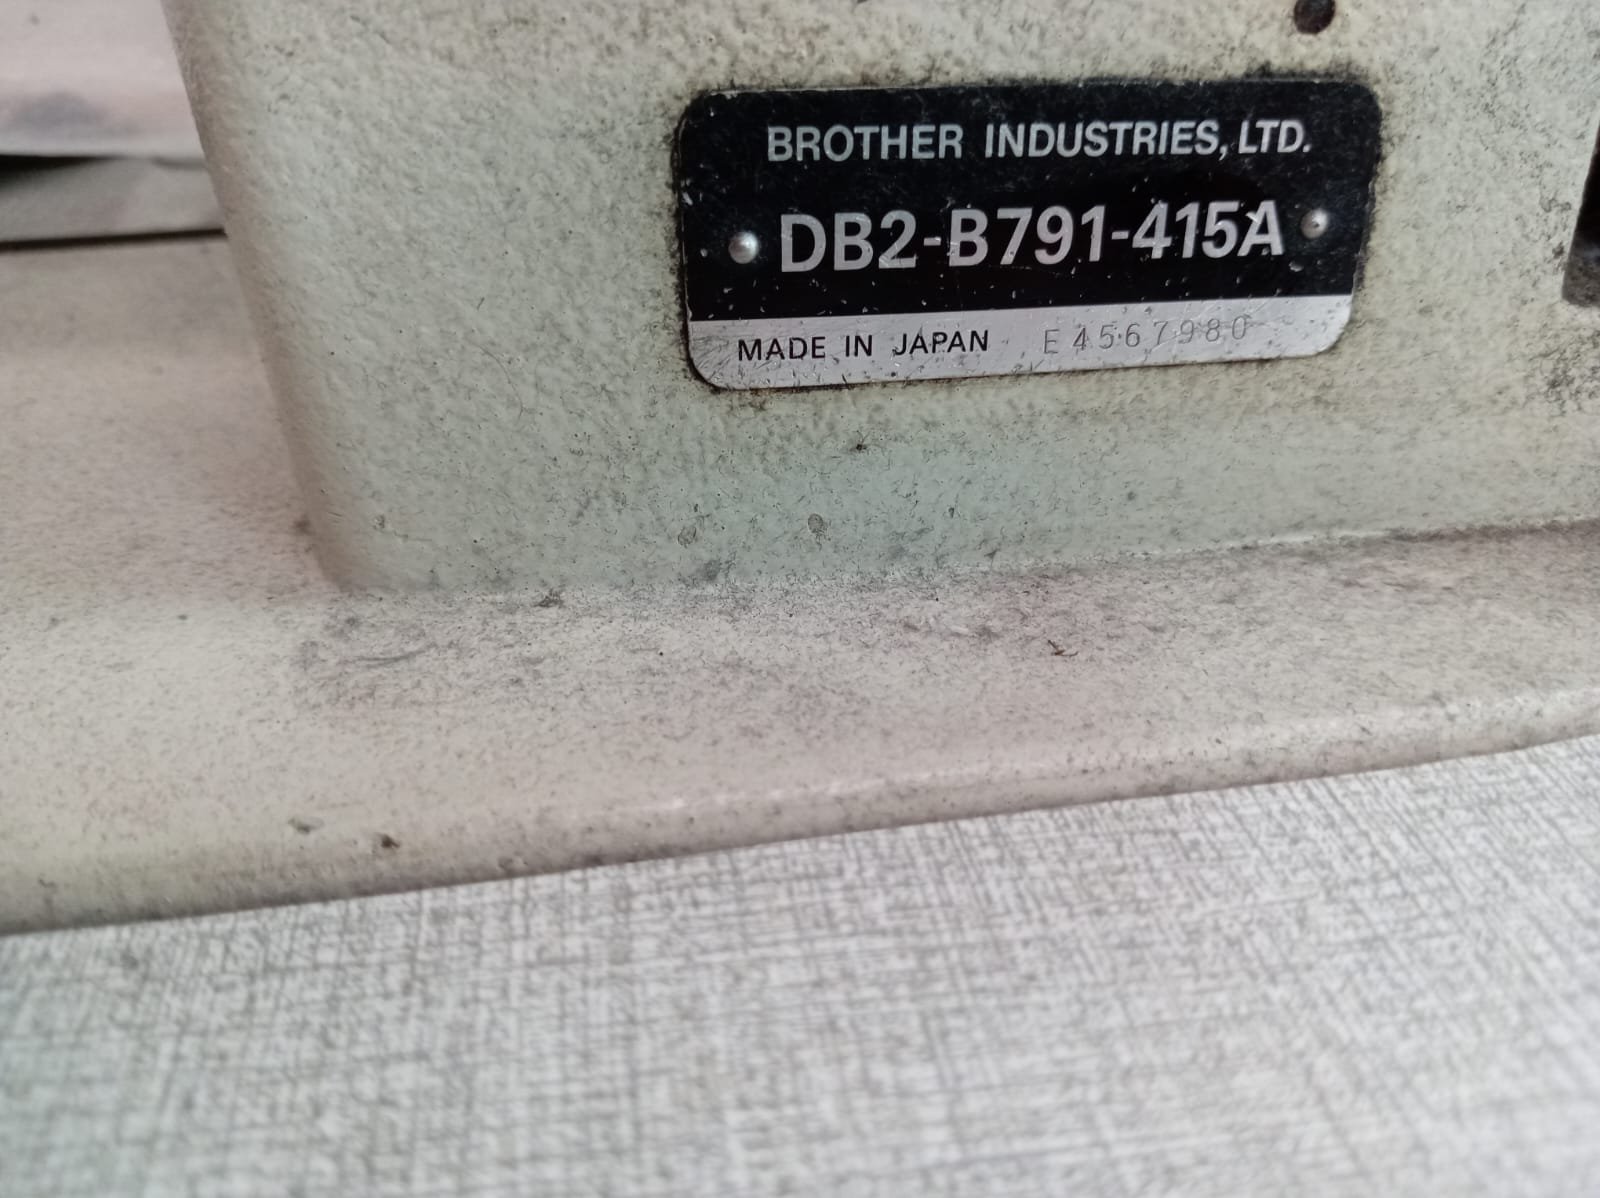 BROTHER INDUSTRIES, LTD.
DB2-B791-415A
MADE IN JAPAN E4567980